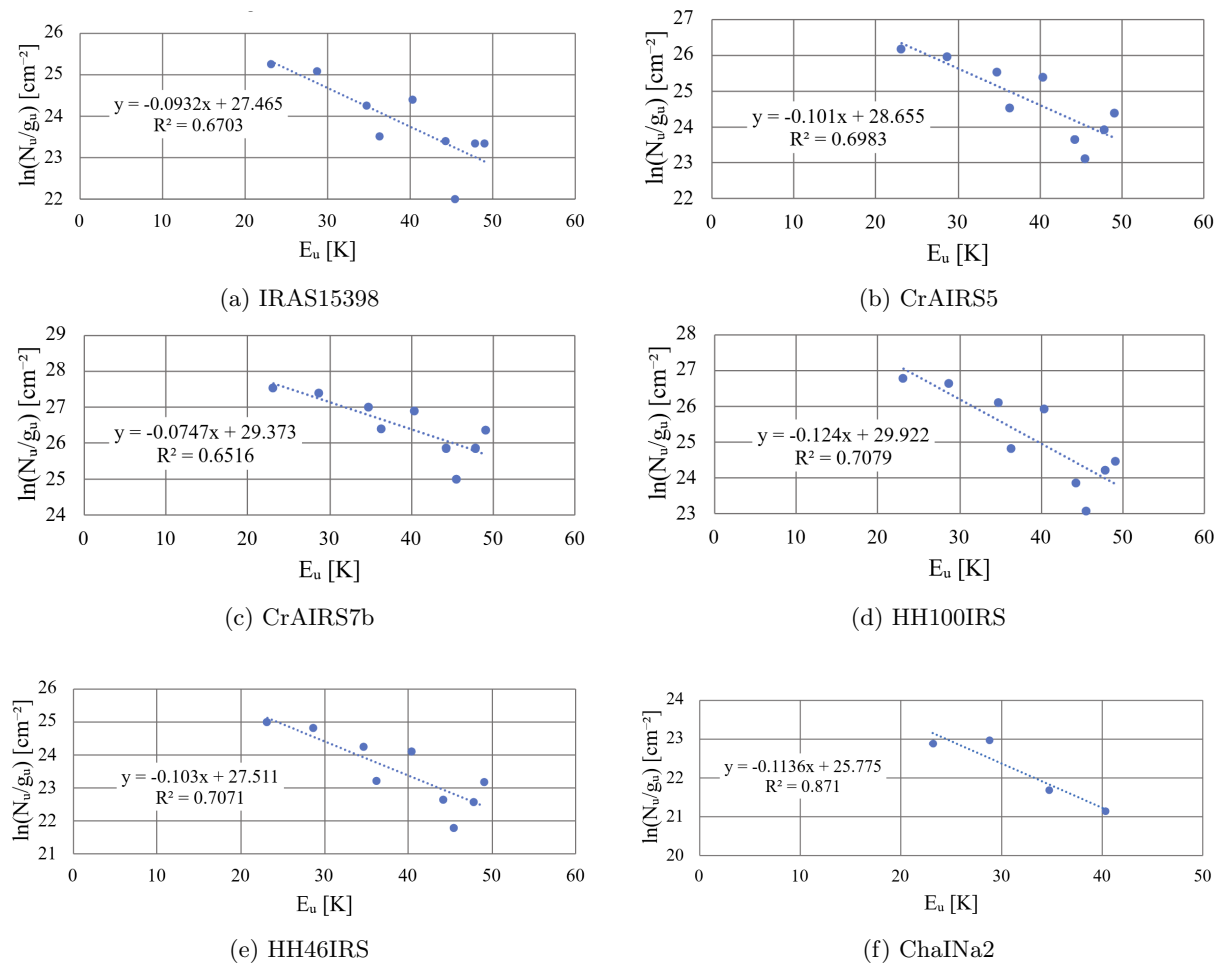 26
25
24
23
22
0 10 20 30 40 50 60
ln(Nᵤ/gᵤ) [cm⁻²]
y = -0.0932x + 27.465
R² = 0.6703
Eᵤ [K]
(a) IRAS15398
27
26
25
24
23
22
0 10 20 30 40 50 60
ln(Nᵤ/gᵤ) [cm⁻²]
y = -0.101x + 28.655
R² = 0.6983
Eᵤ [K]
(b) CrAIRS5
29
28
27
26
25
24
0 10 20 30 40 50 60
ln(Nᵤ/gᵤ) [cm⁻²]
y = -0.0747x + 29.373
R² = 0.6516
Eᵤ [K]
(c) CrAIRS7b
28
27
26
25
24
23
0 10 20 30 40 50 60
ln(Nᵤ/gᵤ) [cm⁻²]
y = -0.124x + 29.922
R² = 0.7079
Eᵤ [K]
(d) HH100IRS
26
25
24
23
22
21
0 10 20 30 40 50 60
ln(Nᵤ/gᵤ) [cm⁻²]
y = -0.103x + 27.511
R² = 0.7071
Eᵤ [K]
(e) HH46IRS
24
23
22
21
20
0 10 20 30 40 50
ln(Nᵤ/gᵤ) [cm⁻²]
y = -0.1136x + 25.775
R² = 0.871
Eᵤ [K]
(f) ChaINa2